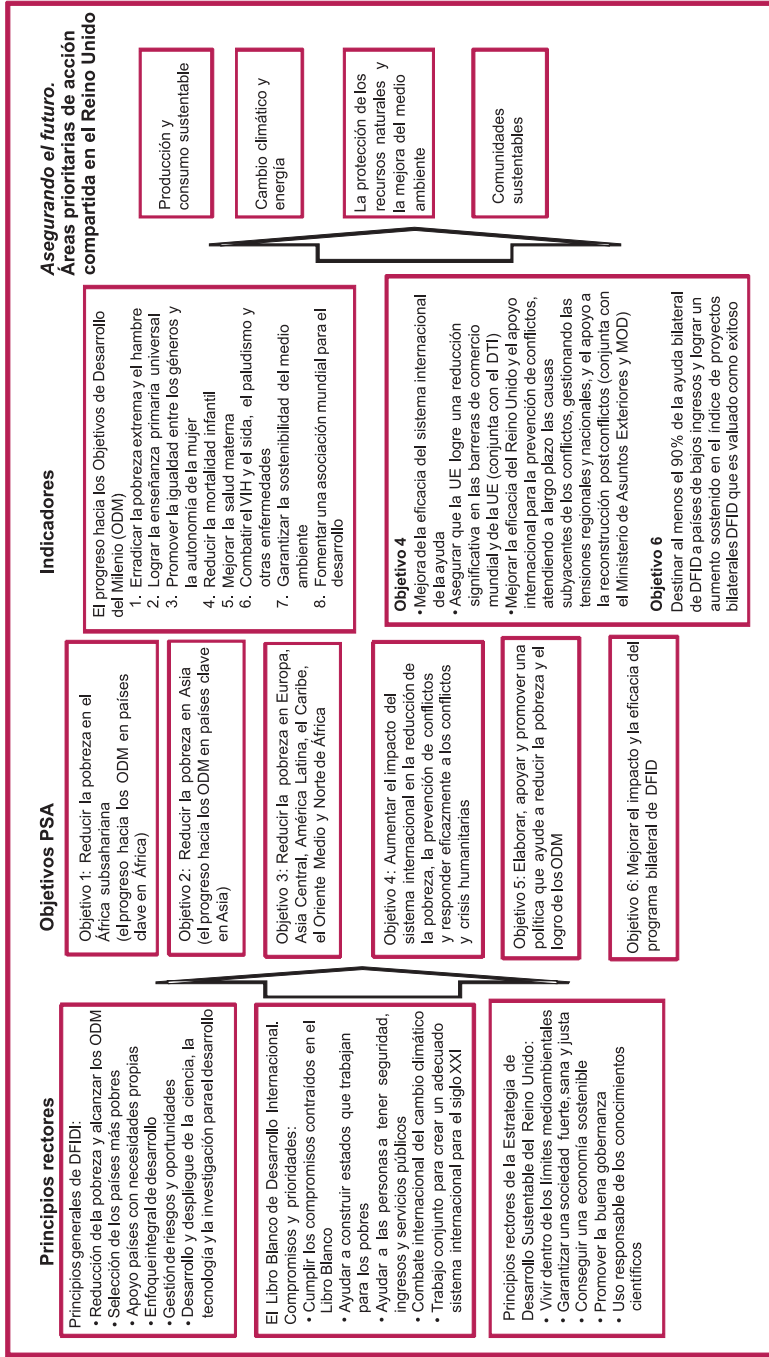 Principios rectores
Principios generales de DFIDI:
• Reducción de la pobreza y alcanzar los ODM
• Selección de los países más pobres
• Apoyo países con necesidades propias
• Enfoque integral de desarrollo
• Gestión de riesgos y oportunidades
• Desarrollo y despliegue de la ciencia, la
tecnología y la investigación para el desarrollo
El Libro Blanco de Desarrollo Internacional.
Compromisos y prioridades:
• Cumplir los compromisos contraídos en el
Libro Blanco
• Ayudar a construir estados que trabajan
para los pobres
• Ayudar a las personas a tener seguridad,
ingresos y servicios públicos
• Combate internacional del cambio climático
• Trabajo conjunto para crear un adecuado
sistema internacional para el siglo XXI
Principios rectores de la Estrategia de
Desarrollo Sustentable del Reino Unido:
• Vivir dentro de los límites medioambientales
• Garantizar una sociedad fuerte, sana y justa
• Conseguir una economía sostenible
• Promover la buena gobernanza
• Uso responsable de los conocimientos
científicos
Objetivos PSA
Objetivo 1: Reducir la pobreza en el
África subsahariana
(el progreso hacia los ODM en países
clave en África)
Objetivo 2: Reducir la pobreza en Asia
(el progreso hacia los ODM en países clave
en Asia)
Objetivo 3: Reducir la pobreza en Europa,
Asia Central, América Latina, el Caribe,
el Oriente Medio y Norte de África
Objetivo 4: Aumentar el impacto del
sistema internacional en la reducción de
la pobreza, la prevención de conflictos
y responder eficazmente a los conflictos
y crisis humanitarias
Objetivo 5: Elaborar, apoyar y promover una
política que ayude a reducir la pobreza y el
logro de los ODM
Objetivo 6: Mejorar el impacto y la eficacia del
programa bilateral de DFID
Indicadores
El progreso hacia los Objetivos de Desarrollo
del Milenio (ODM)
1. Erradicar la pobreza extrema y el hambre
2. Lograr la enseñanza primaria universal
3. Promover la igualdad entre los géneros y
la autonomía de la mujer
4. Reducir la mortalidad infantil
5. Mejorar la salud materna
6. Combatir el VIH y el sida, el paludismo y
otras enfermedades
7. Garantizar la sostenibilidad del medio
ambiente
8. Fomentar una asociación mundial para el
desarrollo
Objetivo 4
• Mejora de la eficacia del sistema internacional
de la ayuda
• Asegurar que la UE logre una reducción
significativa en las barreras de comercio
mundial y de la UE (conjunta con el DTI)
• Mejorar la eficacia del Reino Unido y el apoyo
internacional para la prevención de conflictos,
atendiendo a largo plazo las causas
subyacentes de los conflictos, gestionando las
tensiones regionales y nacionales, y el apoyo a
la reconstrucción postconflictos (conjunta con
el Ministerio de Asuntos Exteriores y MOD)
Objetivo 6
Destinar al menos el 90% de la ayuda bilateral
de DFID a países de bajos ingresos y lograr un
aumento sostenido en el índice de proyectos
bilaterales DFID que es valuado como exitoso
Asegurando el futuro.
Áreas prioritarias de acción
compartida en el Reino Unido
Producción y
consumo sustentable
Cambio climático y
energía
La protección de los
recursos naturales y
la mejora del medio
ambiente
Comunidades
sustentables